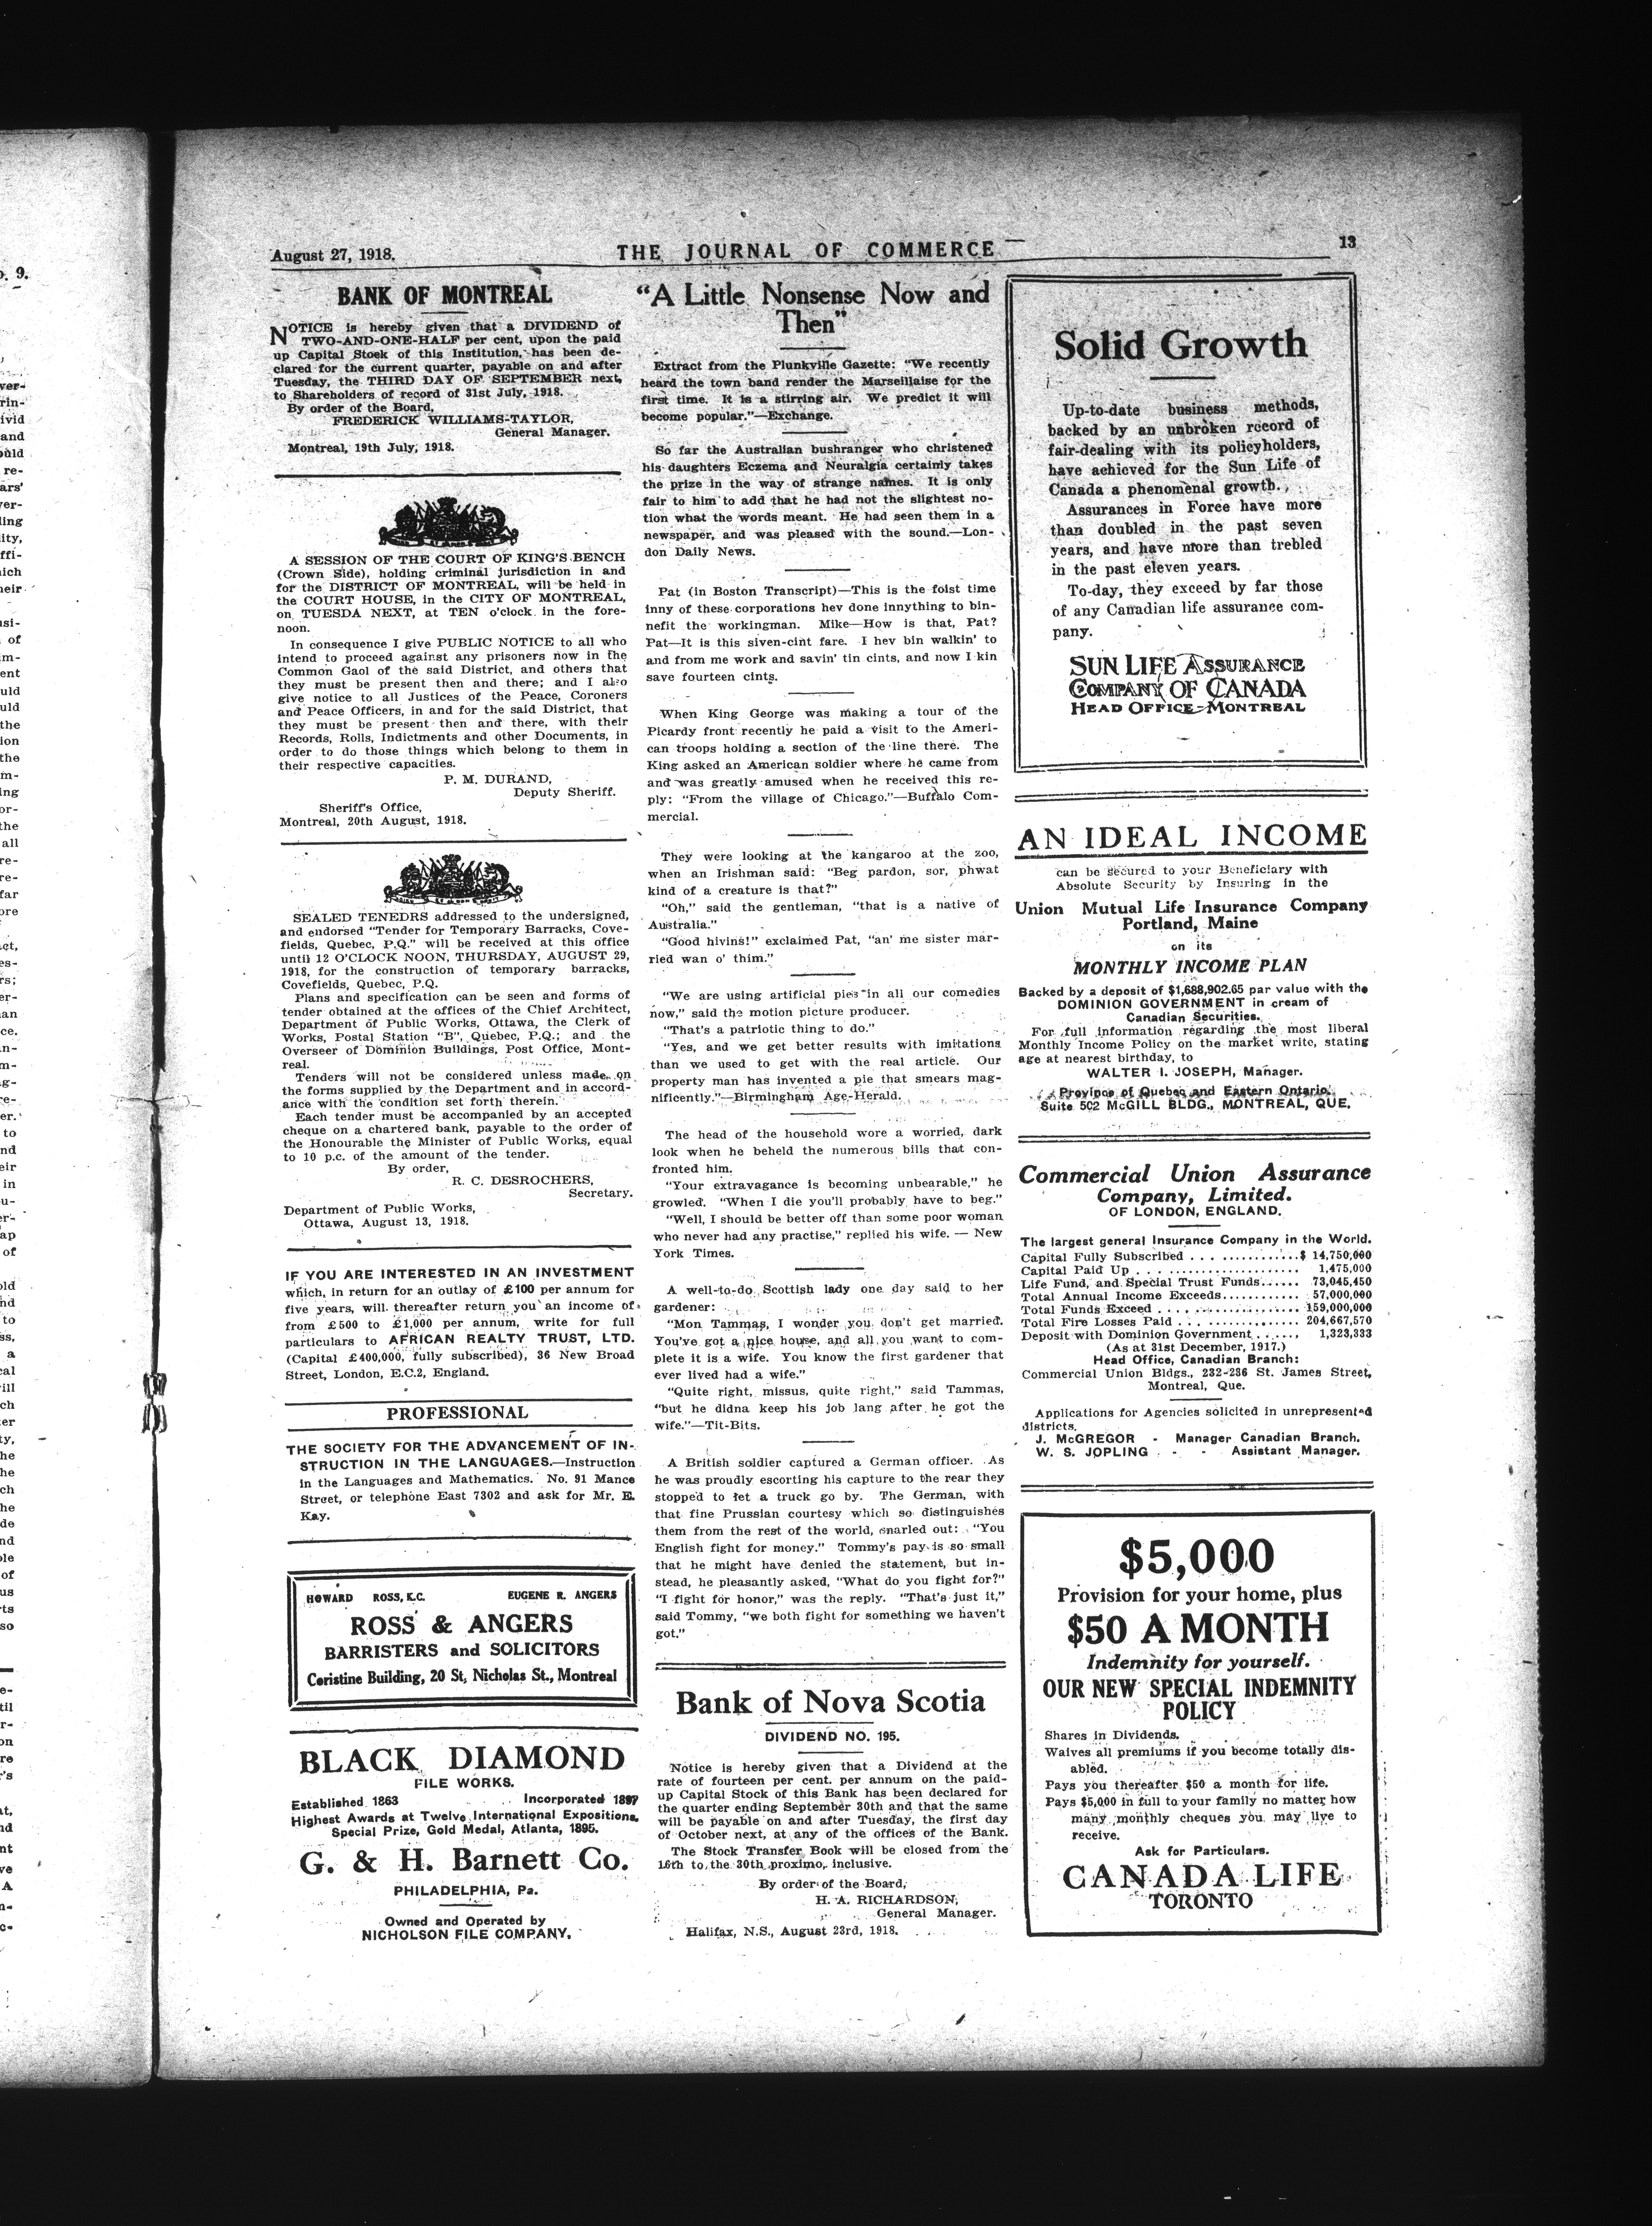 August 27, 1918.
THE JOURNAL OF COMMERCE
13
BANK OF MONTREAL
NOTICE is hereby given that a DIVIDEND of
TWO-AND-ONE-HALF per cent, upon the paid
up Capital Stock of this Institution, has been de-
clared for the current quarter, payable on and after
Tuesday, the THIRD DAY OF SEPTEMBER next,
to Shareholders of record of 31st July, 1918.
By order of the Board,
FREDERICK WILLIAMS-TAYLOR,
General Manager.
Montreal, 19th July, 1918.
A SESSION OF THE COURT OF KING'S BENCH
(Crown Side), holding criminal jurisdiction in and
for the DISTRICT OF MONTREAL, will be held in
the COURT HOUSE, in the CITY OF MONTREAL,
on TUESDA NEXT, at TEN o'clock in the fore-
noon.
In consequence I give PUBLIC NOTICE to all who
intend to proceed against any prisoners now in the
Common Gaol of the said District, and others that
they must be present then and there; and I also
give notice to all Justices of the Peace, Coroners
and Peace Officers, in and for the said District, that
they must be present then and there, with their
Records, Rolls, Indictments and other Documents, in
order to do those things which belong to them in
their respective capacities.
P. M. DURAND,
Deputy Sheriff.
Sheriff's Office,
Montreal, 20th August, 1918.
SEALED TENEDRS addressed to the undersigned,
and endorsed "Tender for Temporary Barracks, Cove-
fields, Quebec, P.Q." will be received at this office
until 12 O'CLOCK NOON, THURSDAY, AUGUST 29,
1918, for the construction of temporary barracks,
Covefields, Quebec, P.Q.
Plans and specification can be seen and forms of
tender obtained at the offices of the Chief Architect,
Department of Public Works, Ottawa, the Clerk of
Works, Postal Station "B", Quebec, P.Q.; and the
Overseer of Dominion Buildings, Post Office, Mont-
real.
Tenders will not be considered unless made on
the forms supplied by the Department and in accord-
ance with the condition set forth therein.
Each tender must be accompanied by an accepted
cheque on a chartered bank, payable to the order of
the Honourable the Minister of Public Works, equal
to 10 p.c. of the amount of the tender.
By order,
R. C. DESROCHERS,
Secretary.
Department of Public Works,
Ottawa, August 13, 1918.
IF YOU ARE INTERESTED IN AN INVESTMENT
which, in return for an outlay of £100 per annum for
five years, will thereafter return you an income of
from £500 to £1,000 per annum, write for full
particulars to AFRICAN REALTY TRUST, LTD.
(Capital £400,000, fully subscribed), 36 New Broad
Street, London, E.C.2, England.
PROFESSIONAL
THE SOCIETY FOR THE ADVANCEMENT OF IN-
STRUCTION IN THE LANGUAGES.—Instruction
in the Languages and Mathematics. No. 91 Mance
Street, or telephone East 7302 and ask for Mr. E.
Kay.
HOWARD ROSS, K.C. EUGENE R. ANGERS
ROSS & ANGERS
BARRISTERS and SOLICITORS
Coristine Building, 20 St, Nicholas St., Montreal
BLACK DIAMOND
FILE WORKS.
Established 1863 Incorporated 1897
Highest Awards at Twelve International Expositions,
Special Prize, Gold Medal, Atlanta, 1895.
G. & H. Barnett Co.
PHILADELPHIA, Pa.
Owned and Operated by
NICHOLSON FILE COMPANY.
"A Little Nonsense Now and
Then"
Extract from the Plunkville Gazette: "We recently
heard the town band render the Marseillaise for the
first time. It is a stirring air. We predict it will
become popular."—Exchange.
So far the Australian bushranger who christened
his daughters Eczema and Neuralgia certainly takes
the prize in the way of strange names. It is only
fair to him to add that he had not the slightest no-
tion what the words meant. He had seen them in a
newspaper, and was pleased with the sound.—Lon-
don Daily News.
Pat (in Boston Transcript)—This is the foist time
inny of these corporations hev done innything to bin-
nefit the workingman. Mike—How is that, Pat?
Pat—It is this siven-cint fare. I hev bin walkin' to
and from me work and savin' tin cints, and now I kin
save fourteen cints.
When King George was making a tour of the
Picardy front recently he paid a visit to the Ameri-
can troops holding a section of the line there. The
King asked an American soldier where he came from
and was greatly amused when he received this re-
ply: "From the village of Chicago."—Buffalo Com-
mercial.
They were looking at the kangaroo at the zoo,
when an Irishman said: "Beg pardon, sor, phwat
kind of a creature is that?"
"Oh," said the gentleman, "that is a native of
Australia."
"Good hivins!" exclaimed Pat, "an' me sister mar-
ried wan o' thim."
"We are using artificial pies in all our comedies
now," said the motion picture producer.
"That's a patriotic thing to do."
"Yes, and we get better results with imitations
than we used to get with the real article. Our
property man has invented a pie that smears mag-
nificently."—Birmingham Age-Herald.
The head of the household wore a worried, dark
look when he beheld the numerous bills that con-
fronted him.
"Your extravagance is becoming unbearable," he
growled. "When I die you'll probably have to beg."
"Well, I should be better off than some poor woman
who never had any practise," replied his wife. — New
York Times.
A well-to-do Scottish lady one day said to her
gardener:
"Mon Tammas, I wonder you don't get married.
You've got a nice house, and all you want to com-
plete it is a wife. You know the first gardener that
ever lived had a wife."
"Quite right, missus, quite right," said Tammas,
"but he didna keep his job lang after he got the
wife."—Tit-Bits.
A British soldier captured a German officer. As
he was proudly escorting his capture to the rear they
stopped to let a truck go by. The German, with
that fine Prussian courtesy which so distinguishes
them from the rest of the world, snarled out: "You
English fight for money." Tommy's pay is so small
that he might have denied the statement, but in-
stead, he pleasantly asked, "What do you fight for?"
"I fight for honor," was the reply. "That's just it,"
said Tommy, "we both fight for something we haven't
got."
Bank of Nova Scotia
DIVIDEND NO. 195.
Notice is hereby given that a Dividend at the
rate of fourteen per cent. per annum on the paid-
up Capital Stock of this Bank has been declared for
the quarter ending September 30th and that the same
will be payable on and after Tuesday, the first day
of October next, at any of the offices of the Bank.
The Stock Transfer Book will be closed from the
16th to the 30th proximo, inclusive.
By order of the Board,
H. A. RICHARDSON,
General Manager.
Halifax, N.S., August 23rd, 1918.
Solid Growth
Up-to-date business methods,
backed by an unbroken record of
fair-dealing with its policyholders,
have achieved for the Sun Life of
Canada a phenomenal growth.
Assurances in Force have more
than doubled in the past seven
years, and have more than trebled
in the past eleven years.
To-day, they exceed by far those
of any Canadian life assurance com-
pany.
SUN LIFE ASSURANCE
COMPANY OF CANADA
HEAD OFFICE-MONTREAL
AN IDEAL INCOME
can be secured to your Beneficiary with
Absolute Security by Insuring in the
Union Mutual Life Insurance Company
Portland, Maine
on its
MONTHLY INCOME PLAN
Backed by a deposit of $1,688,902.65 par value with the
DOMINION GOVERNMENT in cream of
Canadian Securities.
For full information regarding the most liberal
Monthly Income Policy on the market write, stating
age at nearest birthday, to
WALTER I. JOSEPH, Manager.
Province of Quebec and Eastern Ontario.
Suite 502 McGILL BLDG., MONTREAL, QUE.
Commercial Union Assurance
Company, Limited.
OF LONDON, ENGLAND.
The largest general Insurance Company in the World.
Capital Fully Subscribed . . . $ 14,750,000
Capital Paid Up . . . 1,475,000
Life Fund, and Special Trust Funds...... 73,045,450
Total Annual Income Exceeds........... 57,000,000
Total Funds Exceed . . . 159,000,000
Total Fire Losses Paid . . . 204,667,570
Deposit with Dominion Government . . . 1,323,333
(As at 31st December, 1917.)
Head Office, Canadian Branch:
Commercial Union Bldgs., 232-236 St. James Street,
Montreal, Que.
Applications for Agencies solicited in unrepresented
districts.
J. McGREGOR - Manager Canadian Branch.
W. S. JOPLING - - Assistant Manager.
$5,000
Provision for your home, plus
$50 A MONTH
Indemnity for yourself.
OUR NEW SPECIAL INDEMNITY
POLICY
Shares in Dividends.
Waives all premiums if you become totally dis-
abled.
Pays you thereafter $50 a month for life.
Pays $5,000 in full to your family no matter how
many monthly cheques you may live to
receive.
Ask for Particulars.
CANADA LIFE
TORONTO